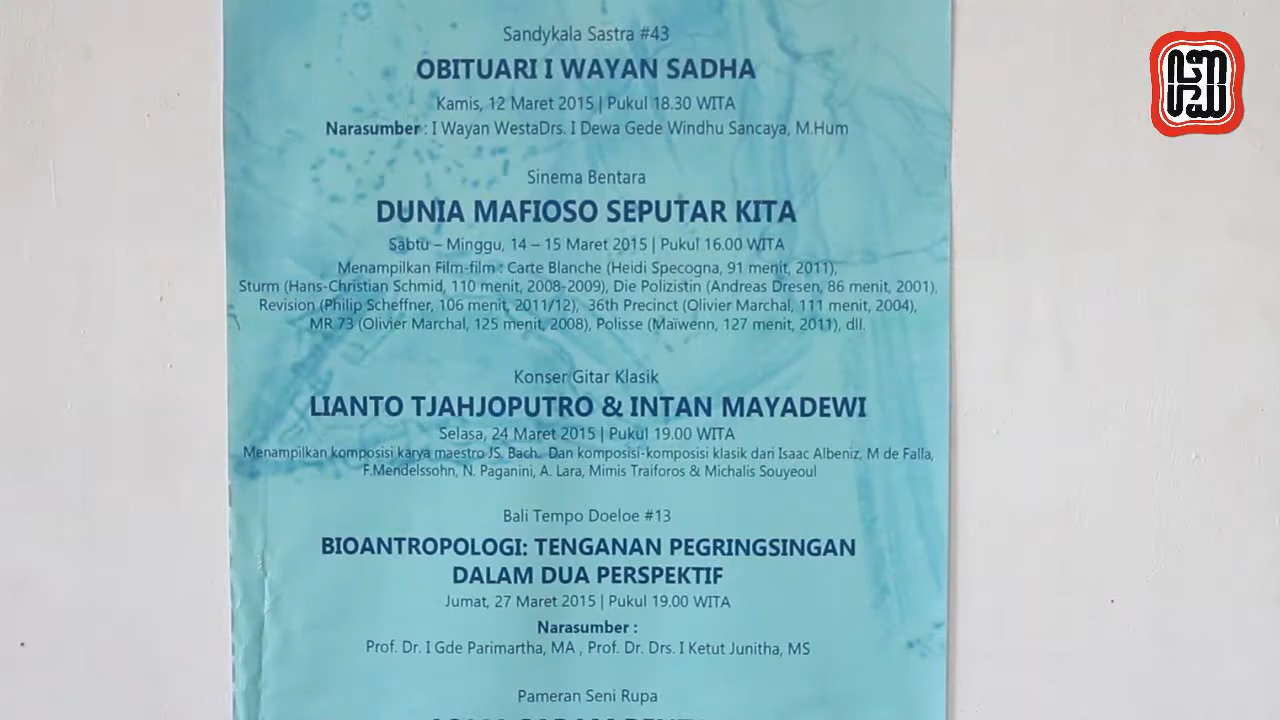 Sandykala Sastra #43
OBITUARI I WAYAN SADHA
Kamis, 12 Maret 2015 | Pukul 18.30 WITA
Narasumber : I Wayan WestaDrs. I Dewa Gede Windhu Sancaya, M.Hum
Sinema Bentara
DUNIA MAFIOSO SEPUTAR KITA
Sabtu – Minggu, 14 – 15 Maret 2015 | Pukul 16.00 WITA
Menampilkan Film-film : Carte Blanche (Heidi Specogna, 91 menit, 2011),
Sturm (Hans-Christian Schmid, 110 menit, 2008-2009), Die Polizistin (Andreas Dresen, 86 menit, 2001),
Revision (Philip Scheffner, 106 menit, 2011/12), 36th Precinct (Olivier Marchal, 111 menit, 2004),
MR 73 (Olivier Marchal, 125 menit, 2008), Polisse (Maïwenn, 127 menit, 2011), dll.
Konser Gitar Klasik
LIANTO TJAHJOPUTRO & INTAN MAYADEWI
Selasa, 24 Maret 2015 | Pukul 19.00 WITA
Menampilkan komposisi karya maestro JS. Bach. Dan komposisi-komposisi klasik dari Isaac Albeniz, M de Falla,
F.Mendelssohn, N. Paganini, A. Lara, Mimis Traiforos & Michalis Souyeoul
Bali Tempo Doeloe #13
BIOANTROPOLOGI: TENGANAN PEGRINGSINGAN
DALAM DUA PERSPEKTIF
Jumat, 27 Maret 2015 | Pukul 19.00 WITA
Narasumber :
Prof. Dr. I Gde Parimartha, MA , Prof. Dr. Drs. I Ketut Junitha, MS
Pameran Seni Rupa